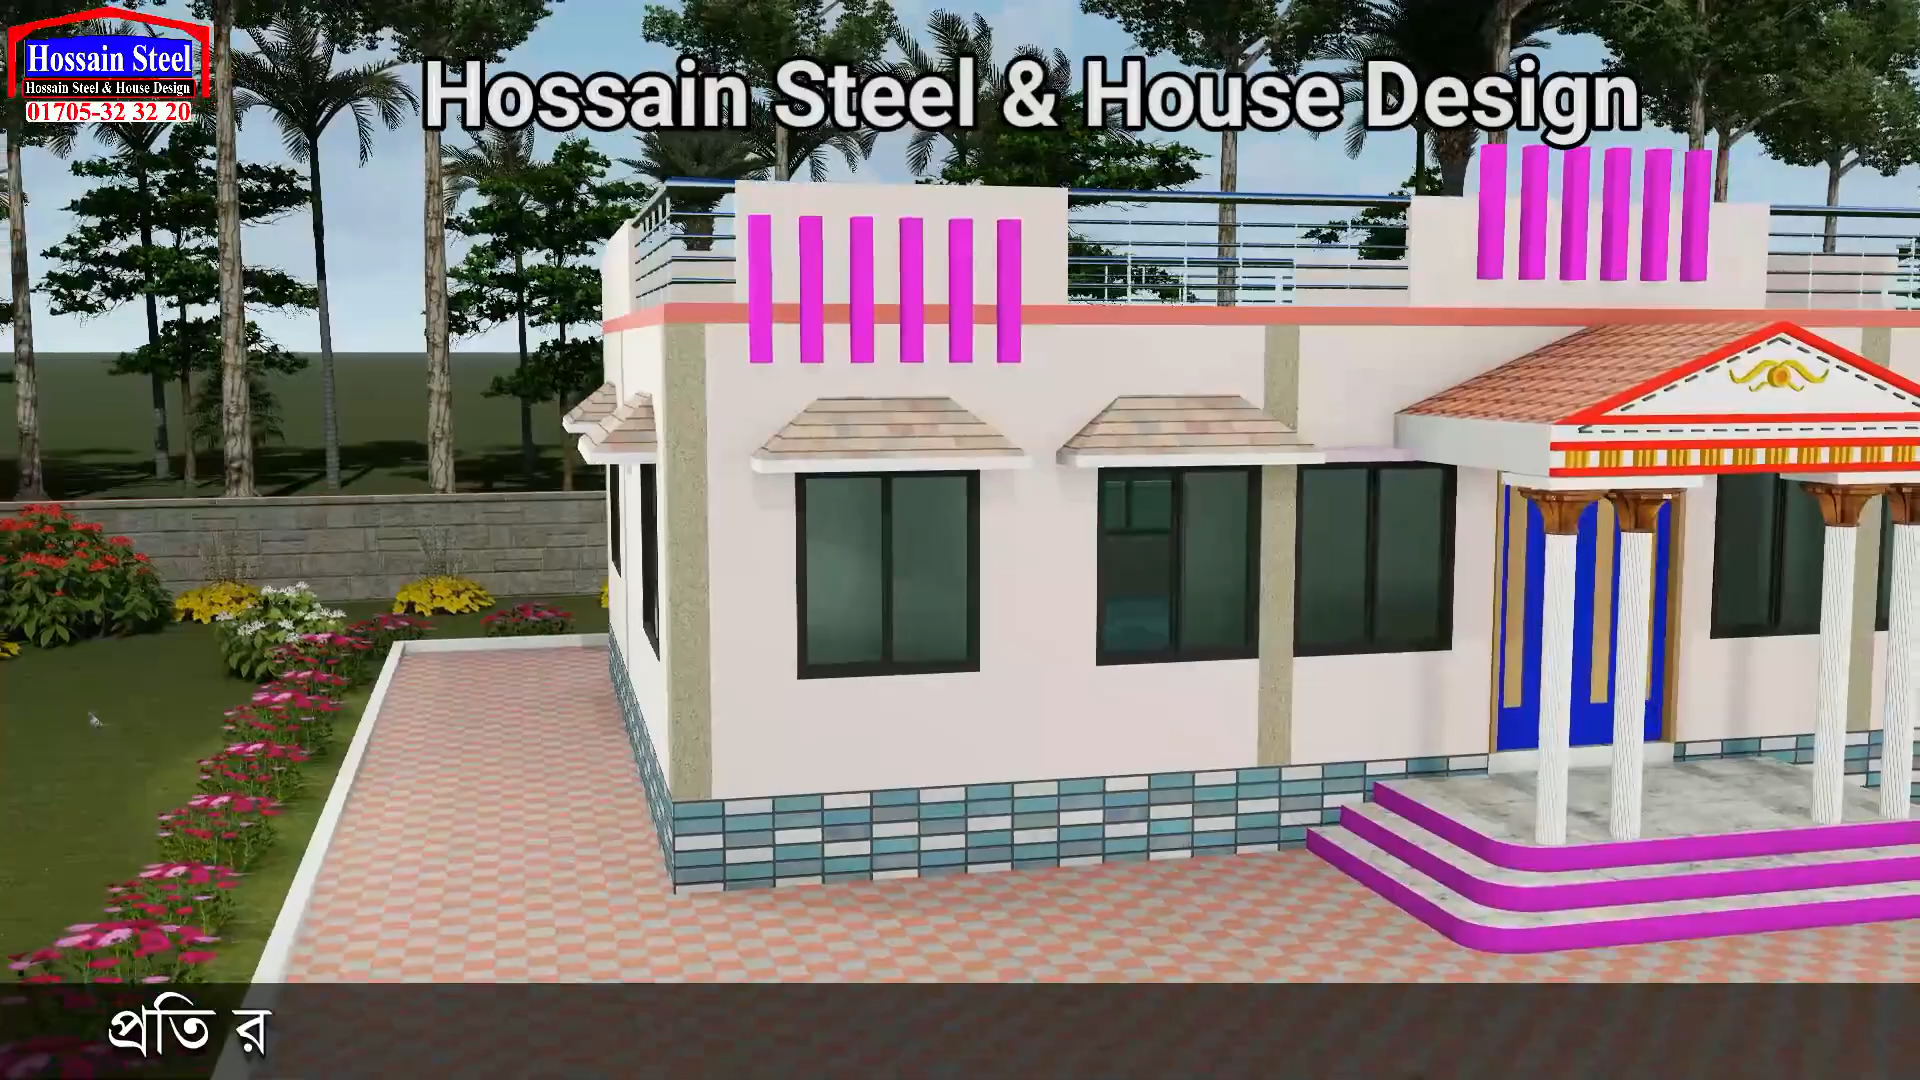 Hossain Steel
Hossain Steel & House Design
01705-32 32 20
Hossain Steel & House Design
প্রতি র